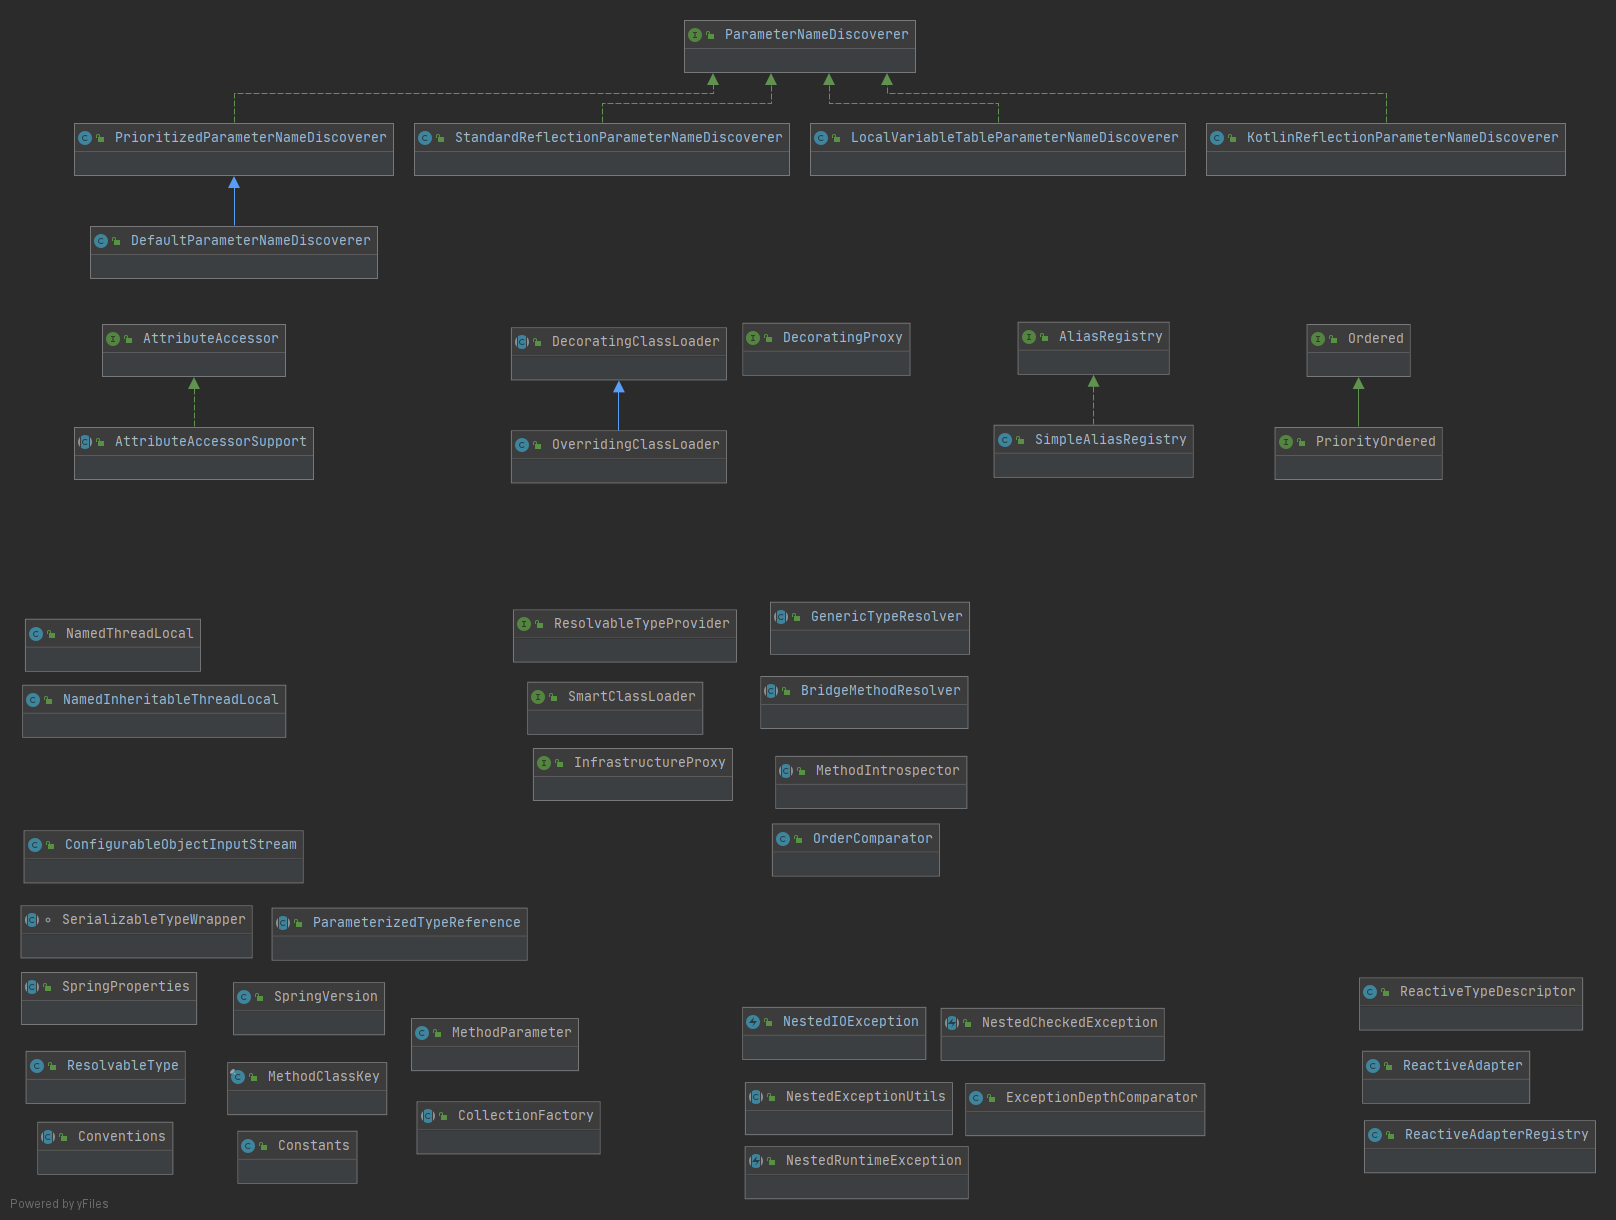 ParameterNameDiscoverer
PrioritizedParameterNameDiscoverer
StandardReflectionParameterNameDiscoverer
LocalVariableTableParameterNameDiscoverer
KotlinReflectionParameterNameDiscoverer
DefaultParameterNameDiscoverer
AttributeAccessor
DecoratingClassLoader
DecoratingProxy
AliasRegistry
Ordered
AttributeAccessorSupport
OverridingClassLoader
SimpleAliasRegistry
PriorityOrdered
NamedThreadLocal
ResolvableTypeProvider
GenericTypeResolver
NamedInheritableThreadLocal
SmartClassLoader
BridgeMethodResolver
InfrastructureProxy
MethodIntrospector
ConfigurableObjectInputStream
OrderComparator
SerializableTypeWrapper
ParameterizedTypeReference
SpringProperties
SpringVersion
MethodParameter
NestedIOException
NestedCheckedException
ReactiveTypeDescriptor
ResolvableType
MethodClassKey
CollectionFactory
NestedExceptionUtils
ExceptionDepthComparator
ReactiveAdapter
Conventions
Constants
NestedRuntimeException
ReactiveAdapterRegistry
Powered by yFiles